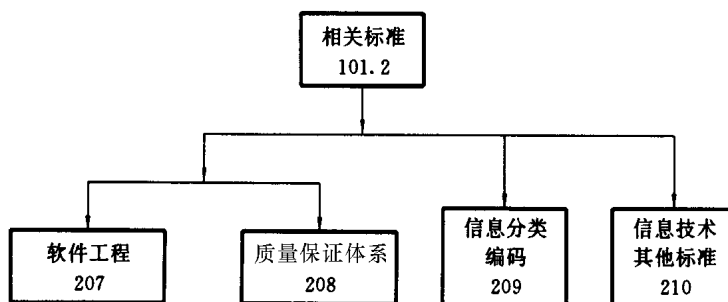 相关标准
101.2
软件工程
207
质量保证体系
208
信息分类
编码
209
信息技术
其他标准
210